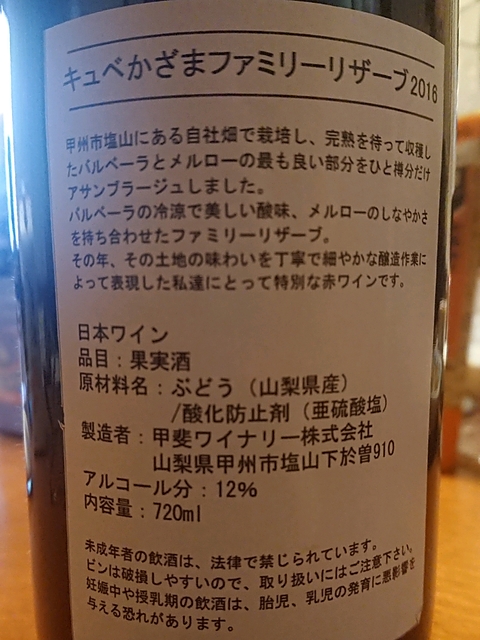 キュベかざまファミリーリザーブ2016
甲州市塩山にある自社畑で栽培し、完熟を待って収穫し
たバルベーラとメルローの最も良い部分をひと樽分だけ
アサンブラージュしました。
バルベーラの冷涼で美しい酸味、メルローのしなやかさ
を持ち合わせたファミリーリザーブ。
その年、その土地の味わいを丁寧で細やかな醸造作業に
よって表現した私達にとって特別な赤ワインです。
日本ワイン
品目：果実酒
原材料名：ぶどう（山梨県産）
/酸化防止剤（亜硫酸塩）
製造者：甲斐ワイナリー株式会社
山梨県甲州市塩山下於曽910
アルコール分：12%
内容量：720ml
未成年者の飲酒は、法律で禁じられています。
ビンは破損しやすいので、取り扱いにはご注意下さい。
妊娠中や授乳期の飲酒は、胎児、乳児の発育に悪影響を
与える恐れがあります。